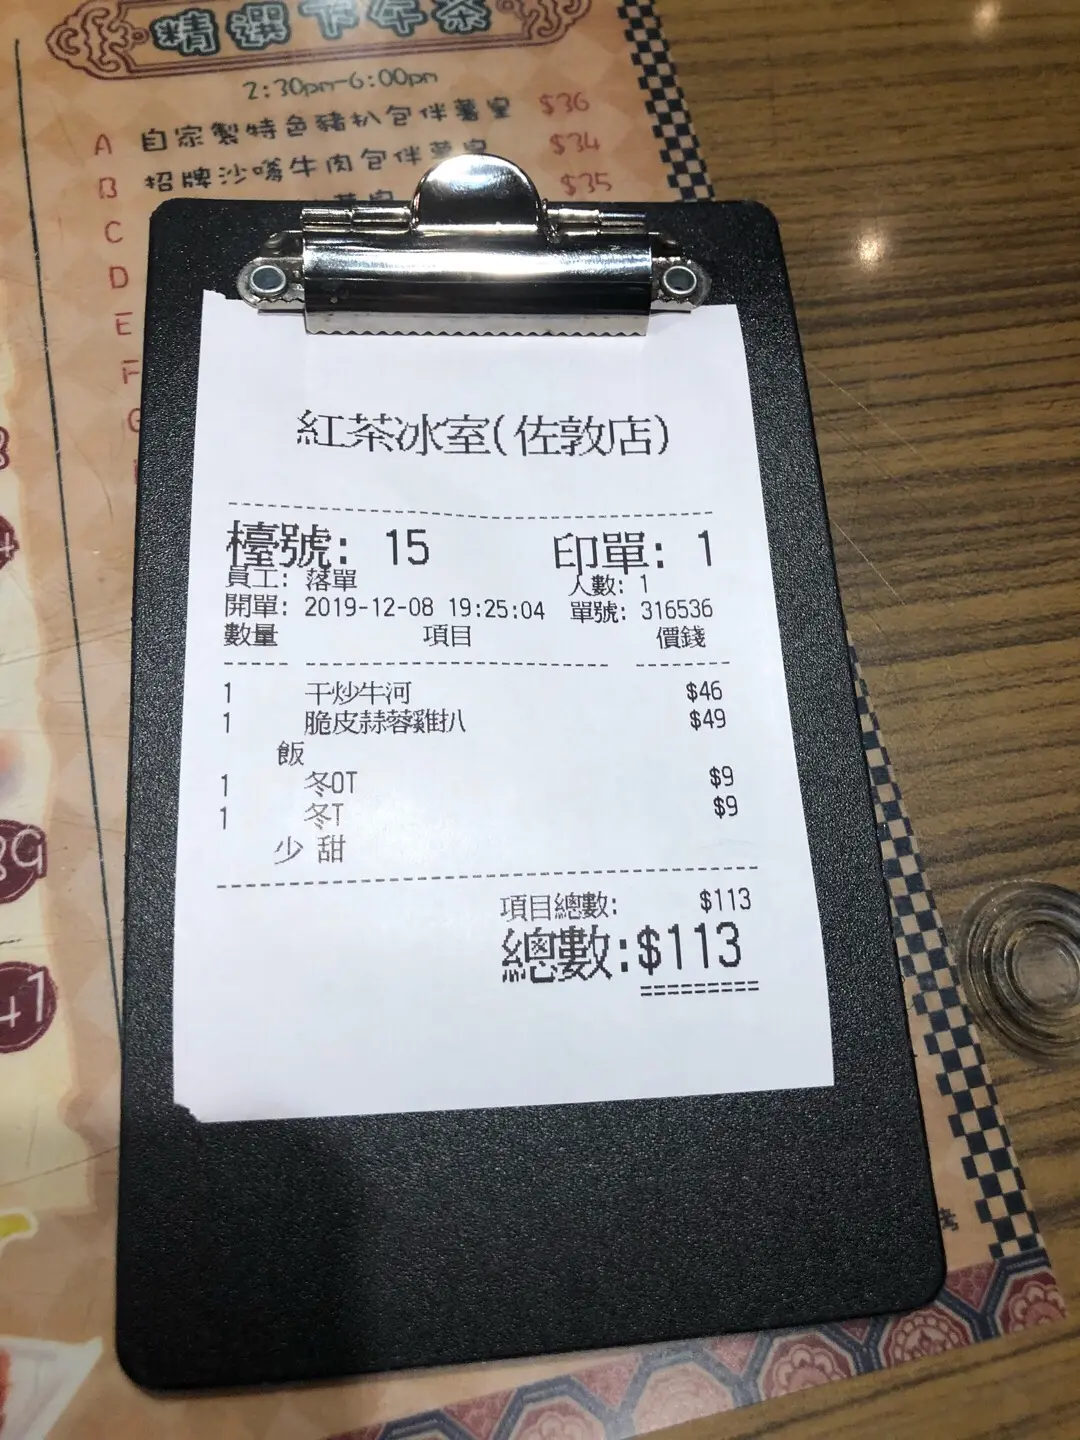 精選下午茶
2:30pm-6:00pm
A 自家製特色豬扒包伴薯皇 $36
B 招牌沙嗲牛肉包伴薯皇 $34
C $35
D
E
F
G
紅茶冰室(佐敦店)
檯號: 15 印單: 1
員工: 落單 人數: 1
開單: 2019-12-08 19:25:04 單號: 316536
數量 項目 價錢
1 干炒牛河 $46
1 脆皮蒜蓉雞扒 $49
飯
1 冬OT $9
1 冬T $9
少 甜
項目總數: $113
總數:$113